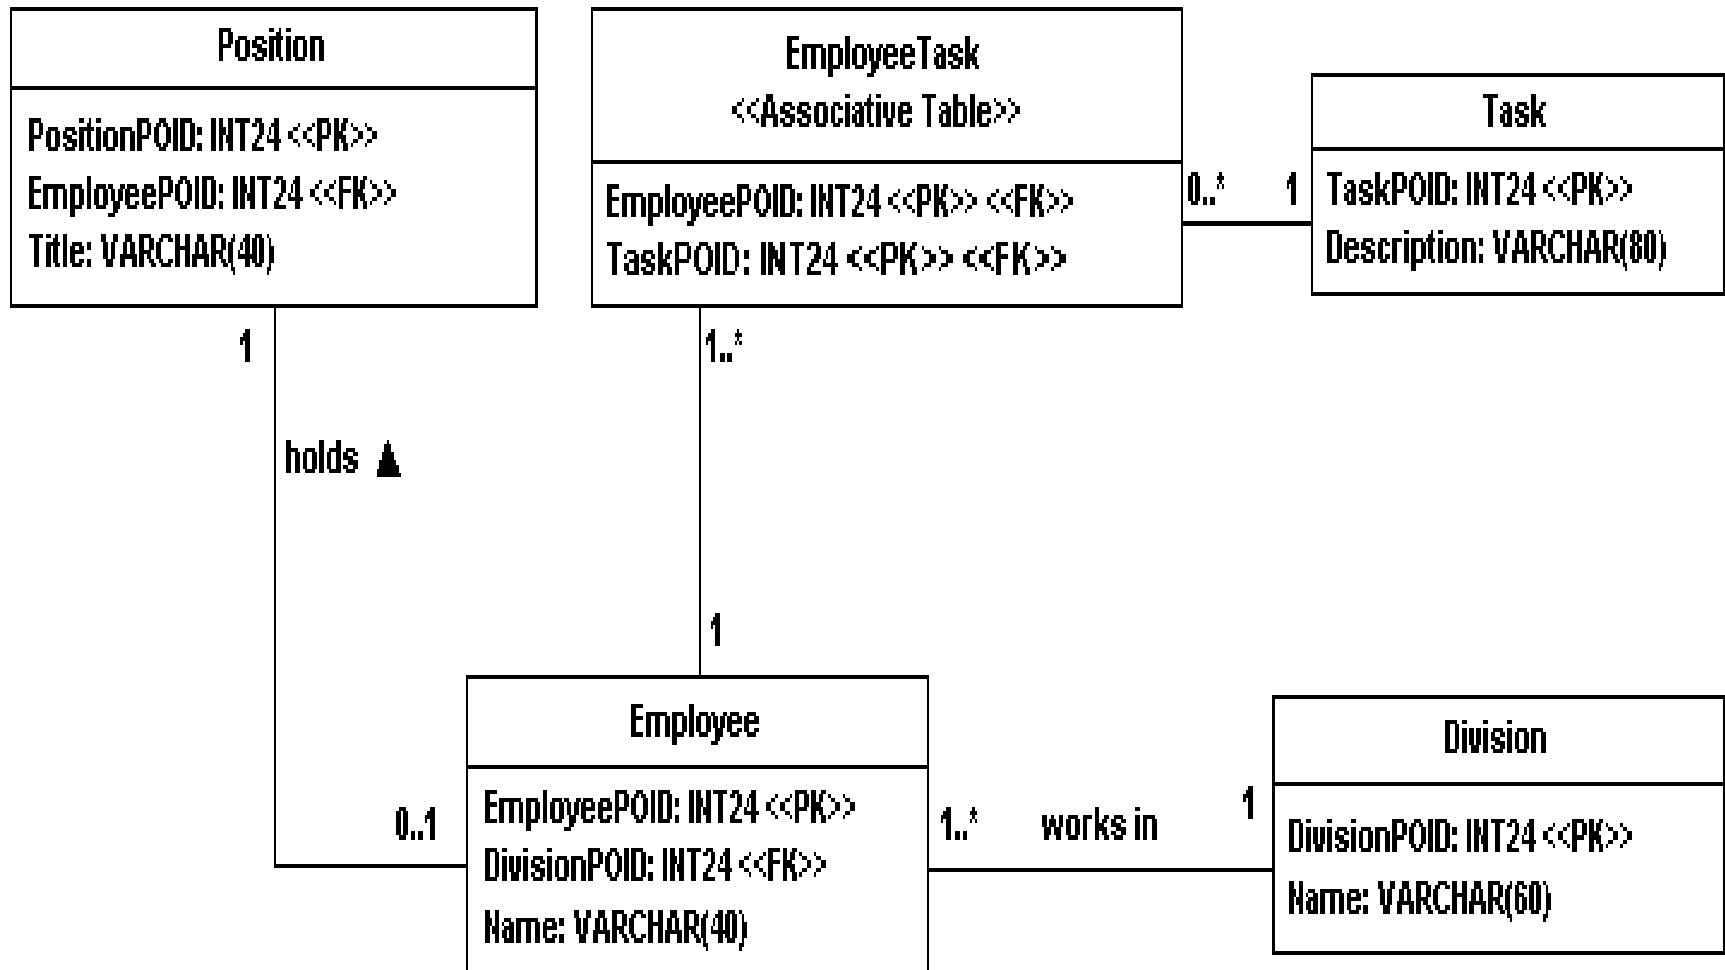 Position
PositionPOID: INT24 <<PK>>
EmployeePOID: INT24 <<FK>>
Title: VARCHAR(40)
EmployeeTask
<<Associative Table>>
EmployeePOID: INT24 <<PK>> <<FK>>
TaskPOID: INT24 <<PK>> <<FK>>
0..* 1
Task
TaskPOID: INT24 <<PK>>
Description: VARCHAR(80)
1
1..*
holds ▲
1
0..1
Employee
EmployeePOID: INT24 <<PK>>
DivisionPOID: INT24 <<FK>>
Name: VARCHAR(40)
1..* works in 1
Division
DivisionPOID: INT24 <<PK>>
Name: VARCHAR(60)